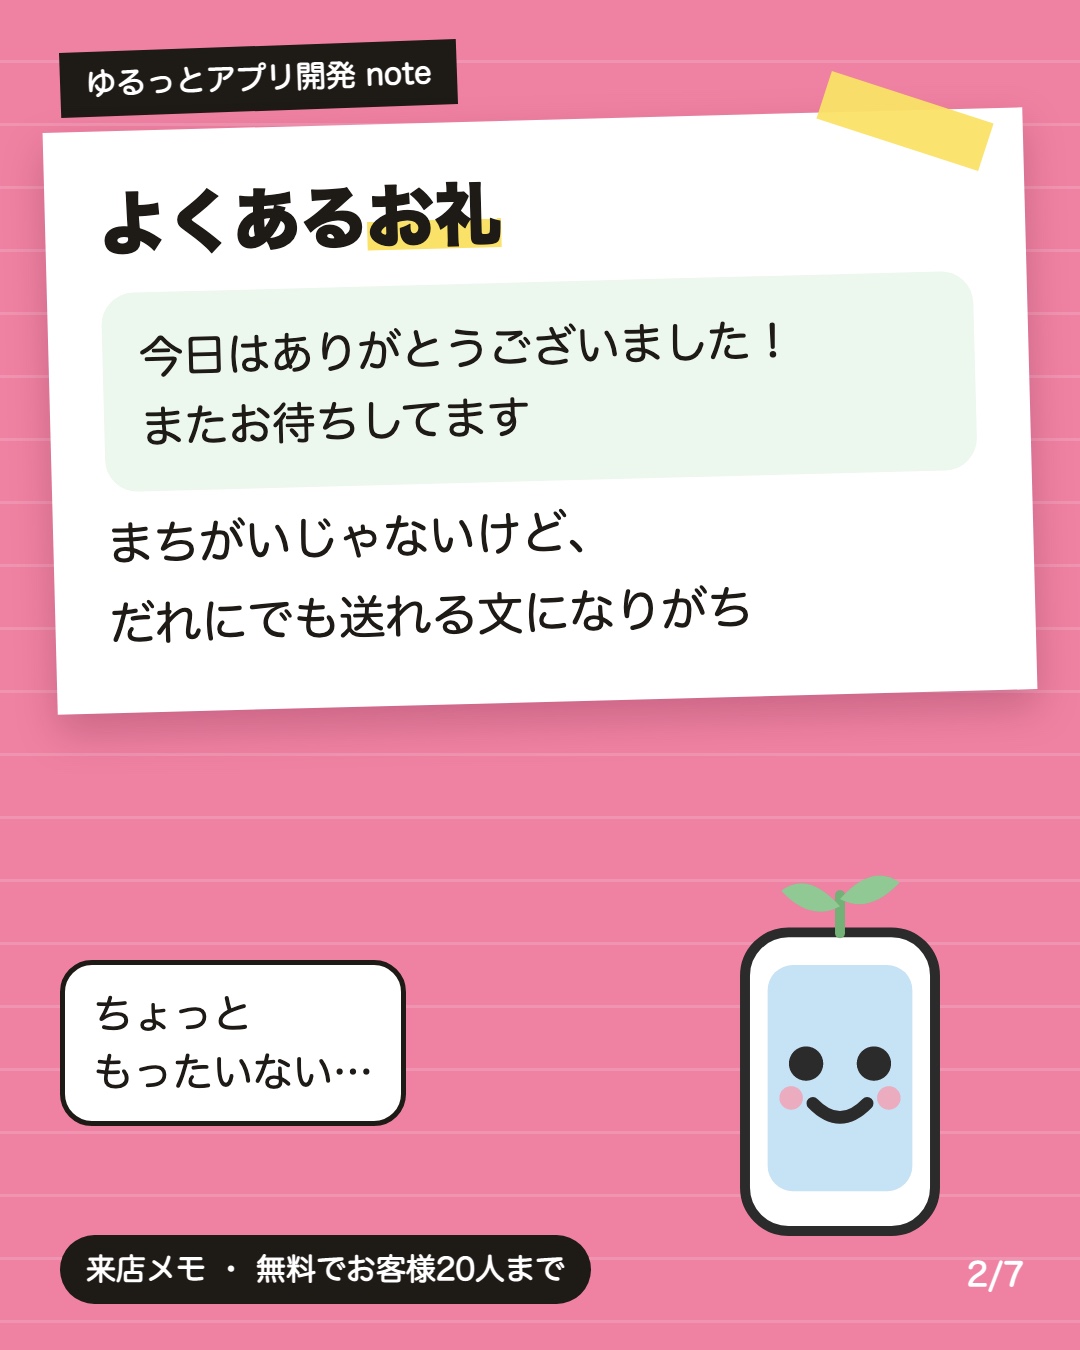 ゆるっとアプリ開発 note
よくあるお礼
今日はありがとうございました！
またお待ちしてます
まちがいじゃないけど、
だれにでも送れる文になりがち
ちょっと
もったいない…
来店メモ ・ 無料でお客様20人まで
2/7